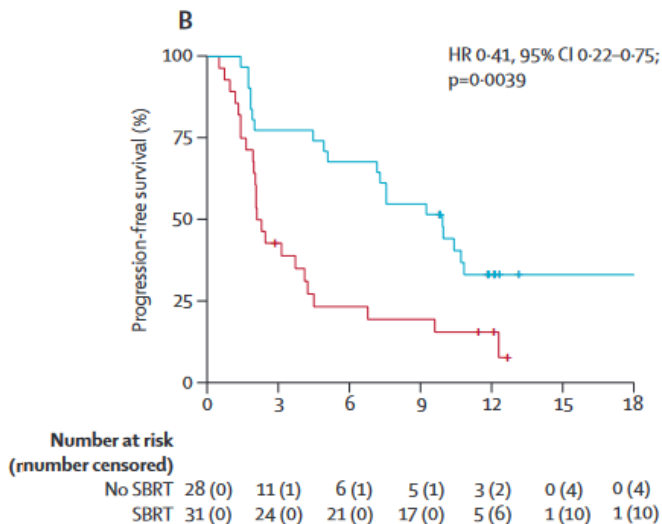 B
HR 0·41, 95% CI 0·22–0·75;
p=0·0039
Progression-free survival (%)
100
75
50
25
0
0 3 6 9 12 15 18
Number at risk
(rnumber censored)
No SBRT 28 (0) 11 (1) 6 (1) 5 (1) 3 (2) 0 (4) 0 (4)
SBRT 31 (0) 24 (0) 21 (0) 17 (0) 5 (6) 1 (10) 1 (10)